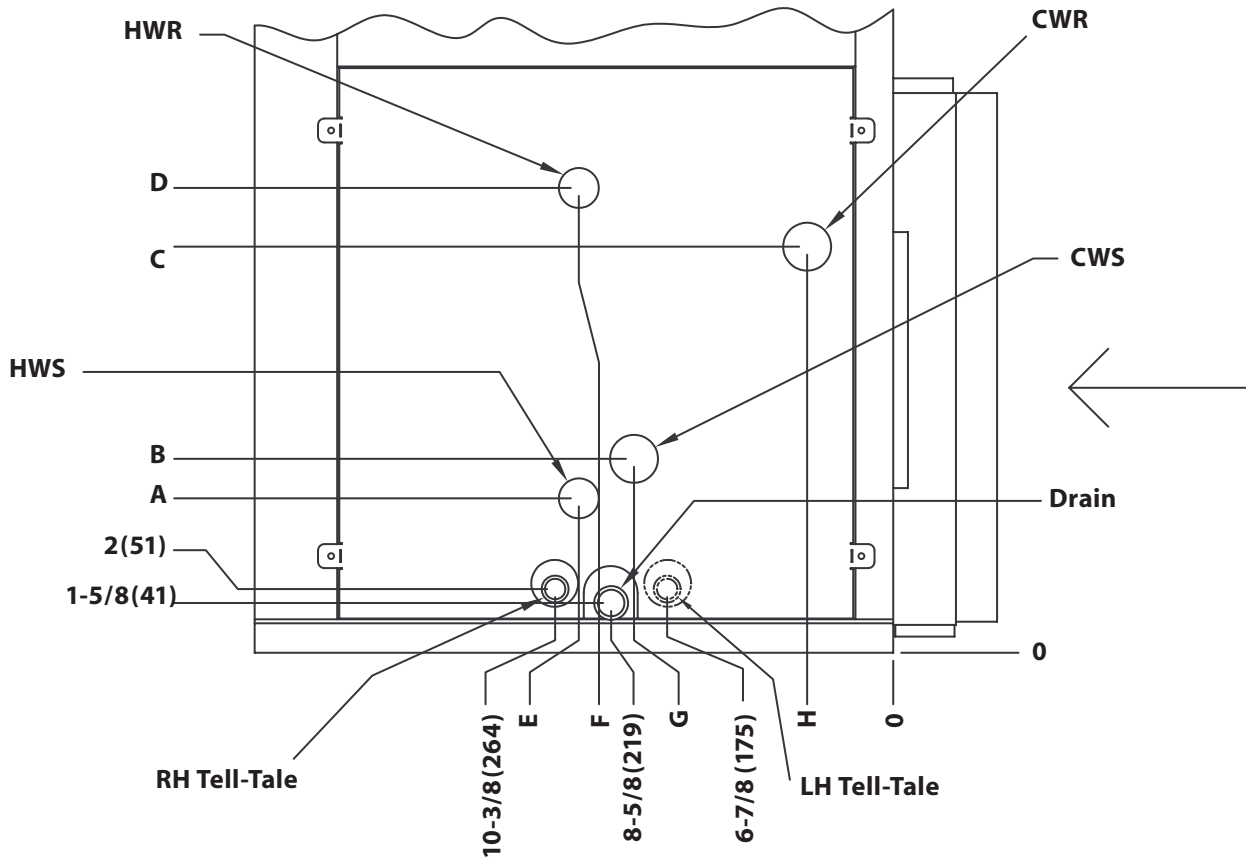 HWR
CWR
D
C
CWS
HWS
B
A
Drain
2(51)
1-5/8(41)
0
RH Tell-Tale
10-3/8(264)
E
F
8-5/8(219)
G
6-7/8 (175)
H
0
LH Tell-Tale